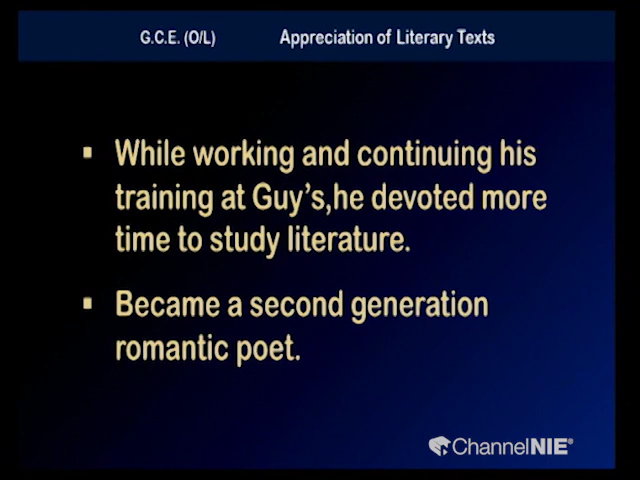 G.C.E. (O/L) Appreciation of Literary Texts
▪ While working and continuing his
training at Guy's,he devoted more
time to study literature.
▪ Became a second generation
romantic poet.
ChannelNIE®